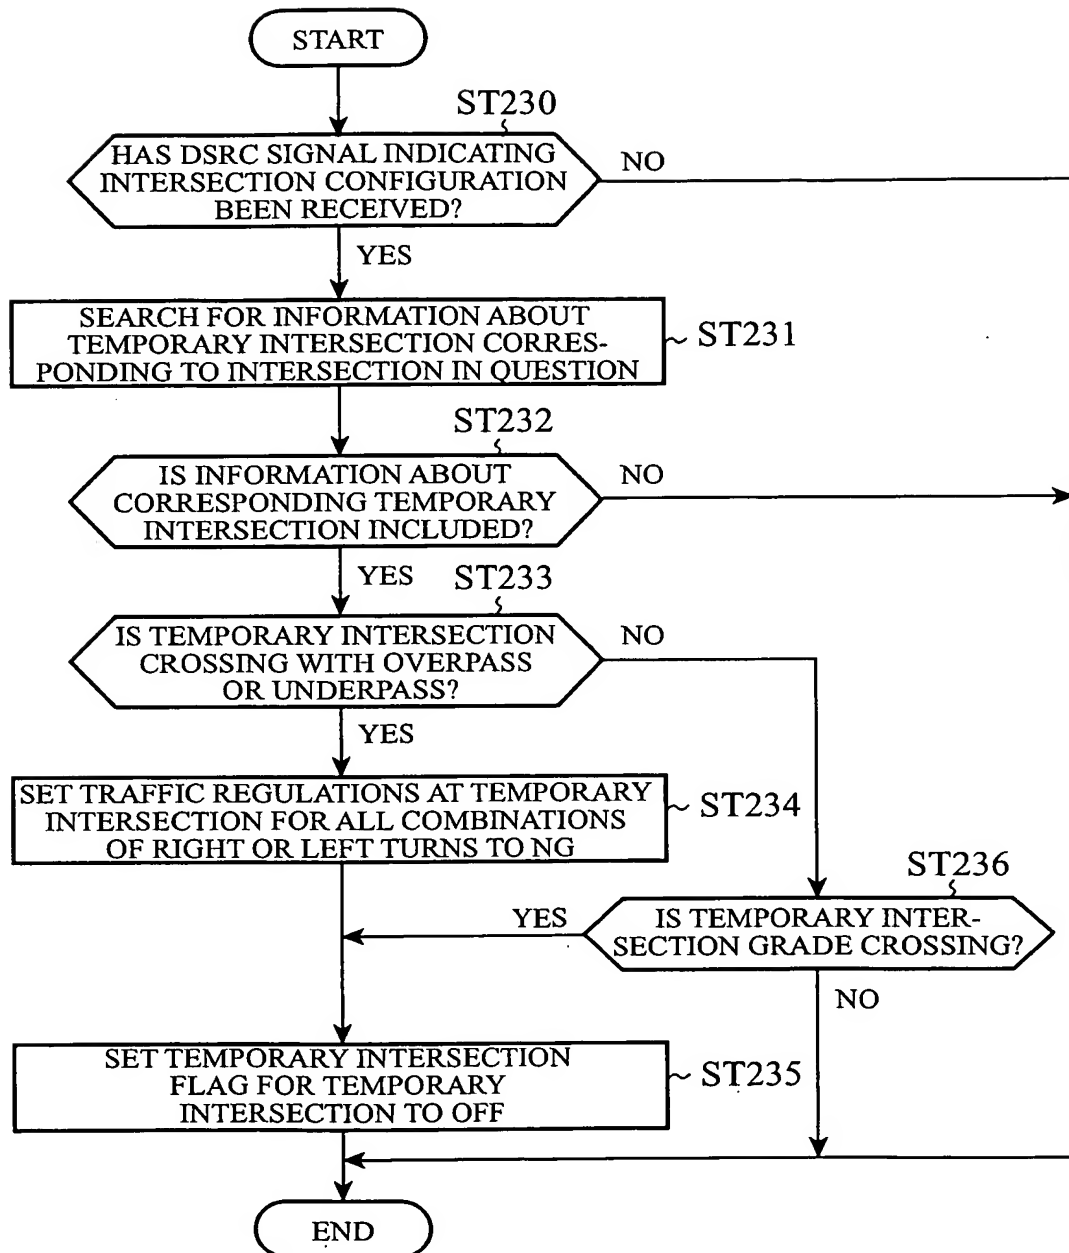 START
ST230
HAS DSRC SIGNAL INDICATING
INTERSECTION CONFIGURATION
BEEN RECEIVED?
NO
YES
SEARCH FOR INFORMATION ABOUT
TEMPORARY INTERSECTION CORRES-
PONDING TO INTERSECTION IN QUESTION
ST231
ST232
IS INFORMATION ABOUT
CORRESPONDING TEMPORARY
INTERSECTION INCLUDED?
NO
YES
ST233
IS TEMPORARY INTERSECTION
CROSSING WITH OVERPASS
OR UNDERPASS?
NO
YES
SET TRAFFIC REGULATIONS AT TEMPORARY
INTERSECTION FOR ALL COMBINATIONS
OF RIGHT OR LEFT TURNS TO NG
ST234
ST236
IS TEMPORARY INTER-
SECTION GRADE CROSSING?
YES
NO
SET TEMPORARY INTERSECTION
FLAG FOR TEMPORARY
INTERSECTION TO OFF
ST235
END